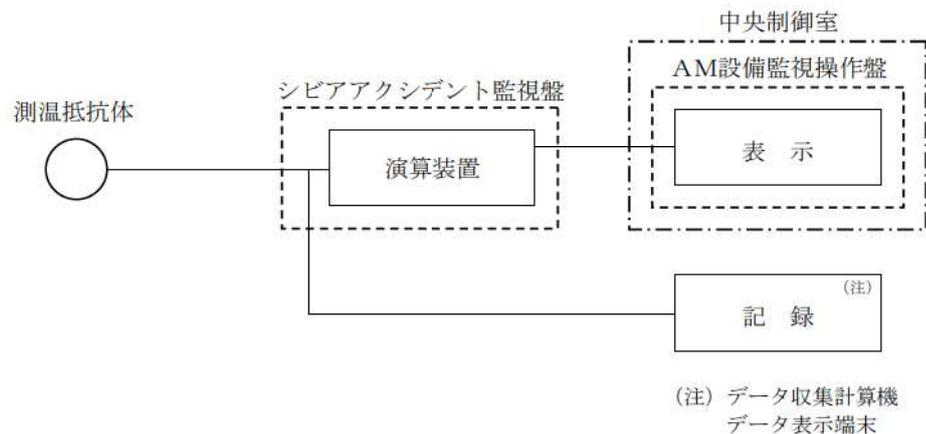 中央制御室
AM設備監視操作盤
シビアアクシデント監視盤
測温抵抗体
演算装置
表 示
(注)
記 録
(注) データ収集計算機
データ表示端末